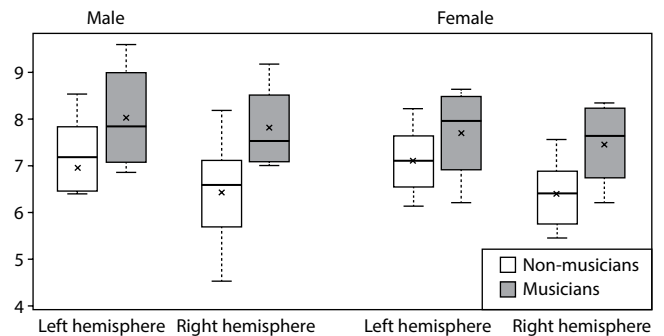 Male Female
9
8
7
6
5
4
Non-musicians
Musicians
Left hemisphere Right hemisphere Left hemisphere Right hemisphere